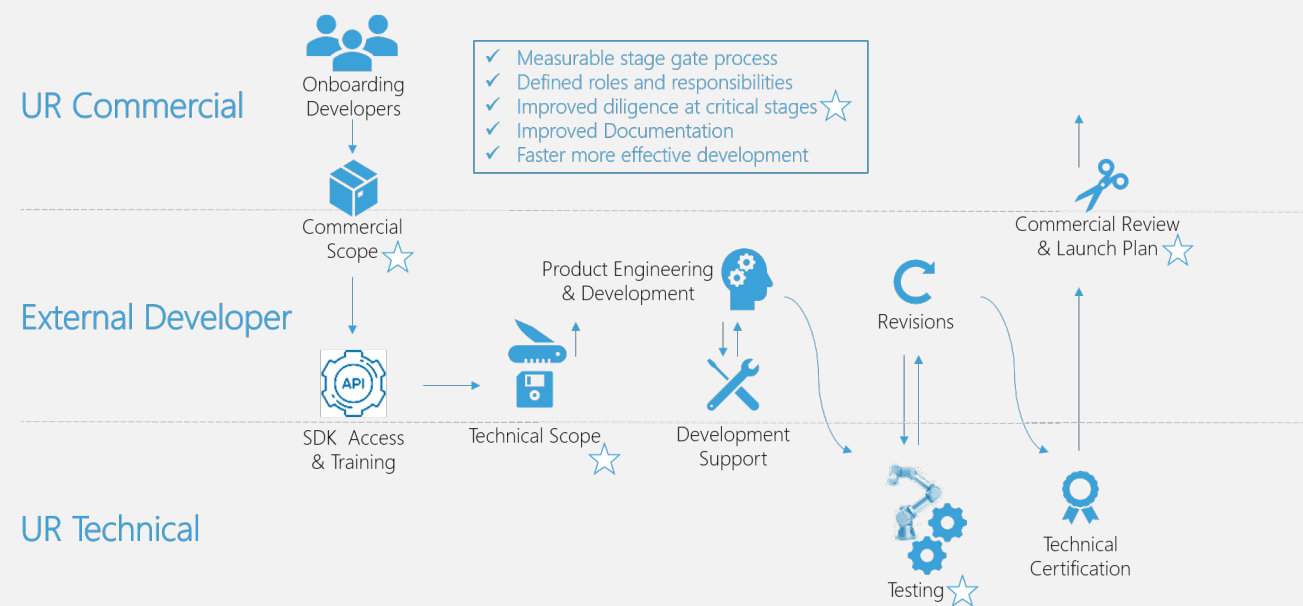 Onboarding
Developers
UR Commercial
✓ Measurable stage gate process
✓ Defined roles and responsibilities
✓ Improved diligence at critical stages
✓ Improved Documentation
✓ Faster more effective development
Commercial
Scope
Commercial Review
& Launch Plan
External Developer
Product Engineering
& Development
Revisions
API
SDK Access
& Training
Technical Scope
Development
Support
UR Technical
Testing
Technical
Certification